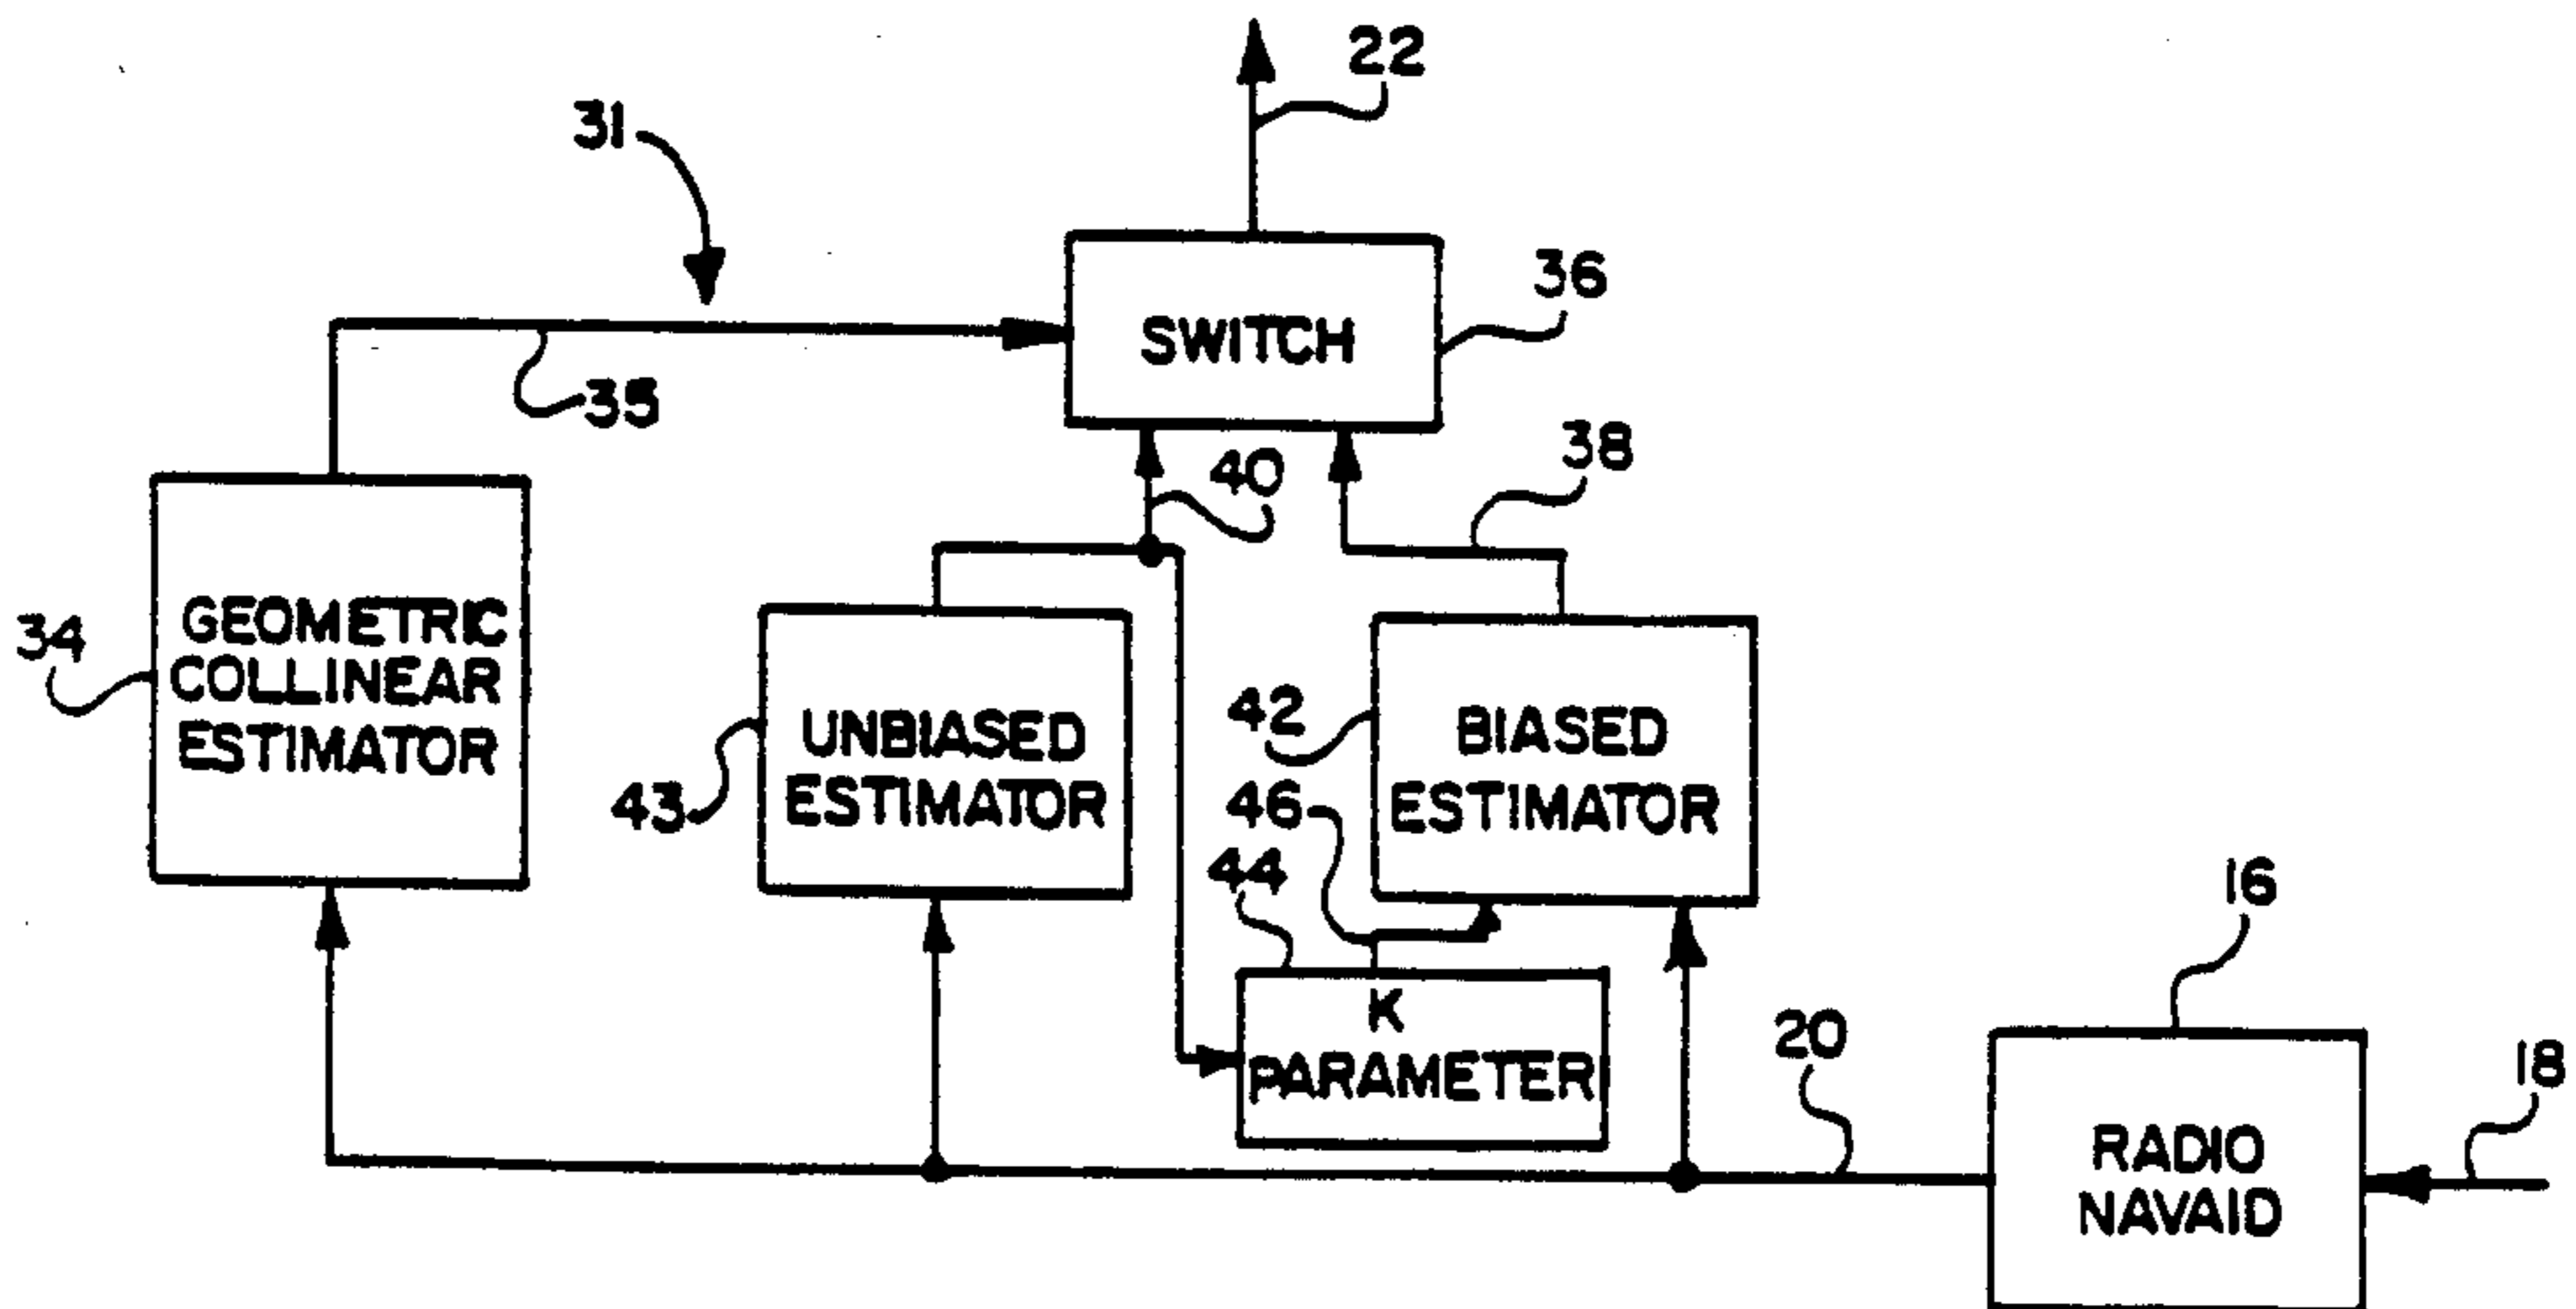 22
31
36
SWITCH
35
40
38
34
GEOMETRIC
COLLINEAR
ESTIMATOR
43
UNBIASED
ESTIMATOR
42
BIASED
ESTIMATOR
46
44
K
PARAMETER
20
16
RADIO
NAVAID
18